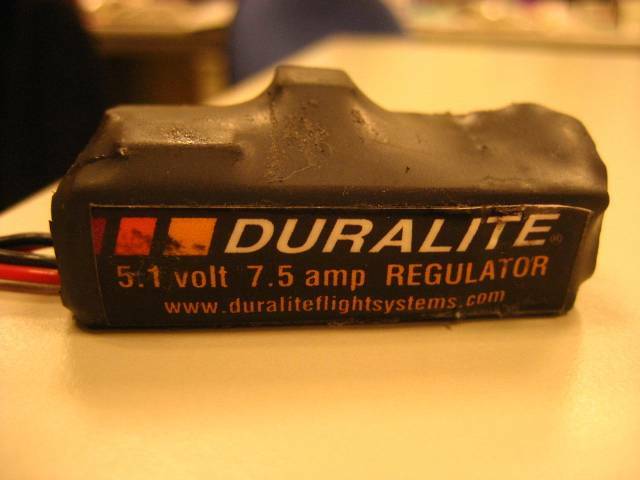 DURALITE®
5.1 volt 7.5 amp REGULATOR
www.duraliteflightsystems.com